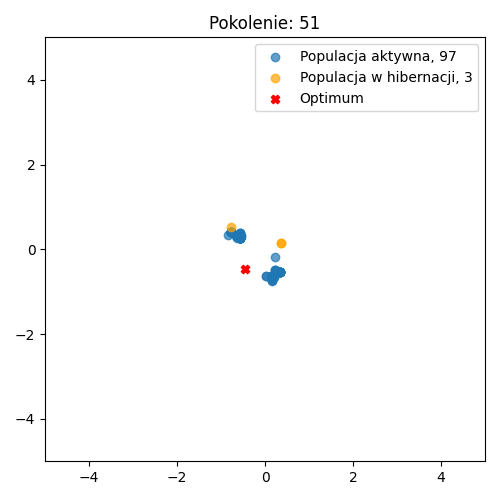 Pokolenie: 51
Populacja aktywna, 97
Populacja w hibernacji, 3
Optimum
4
2
0
−2
−4
−4
−2
0
2
4